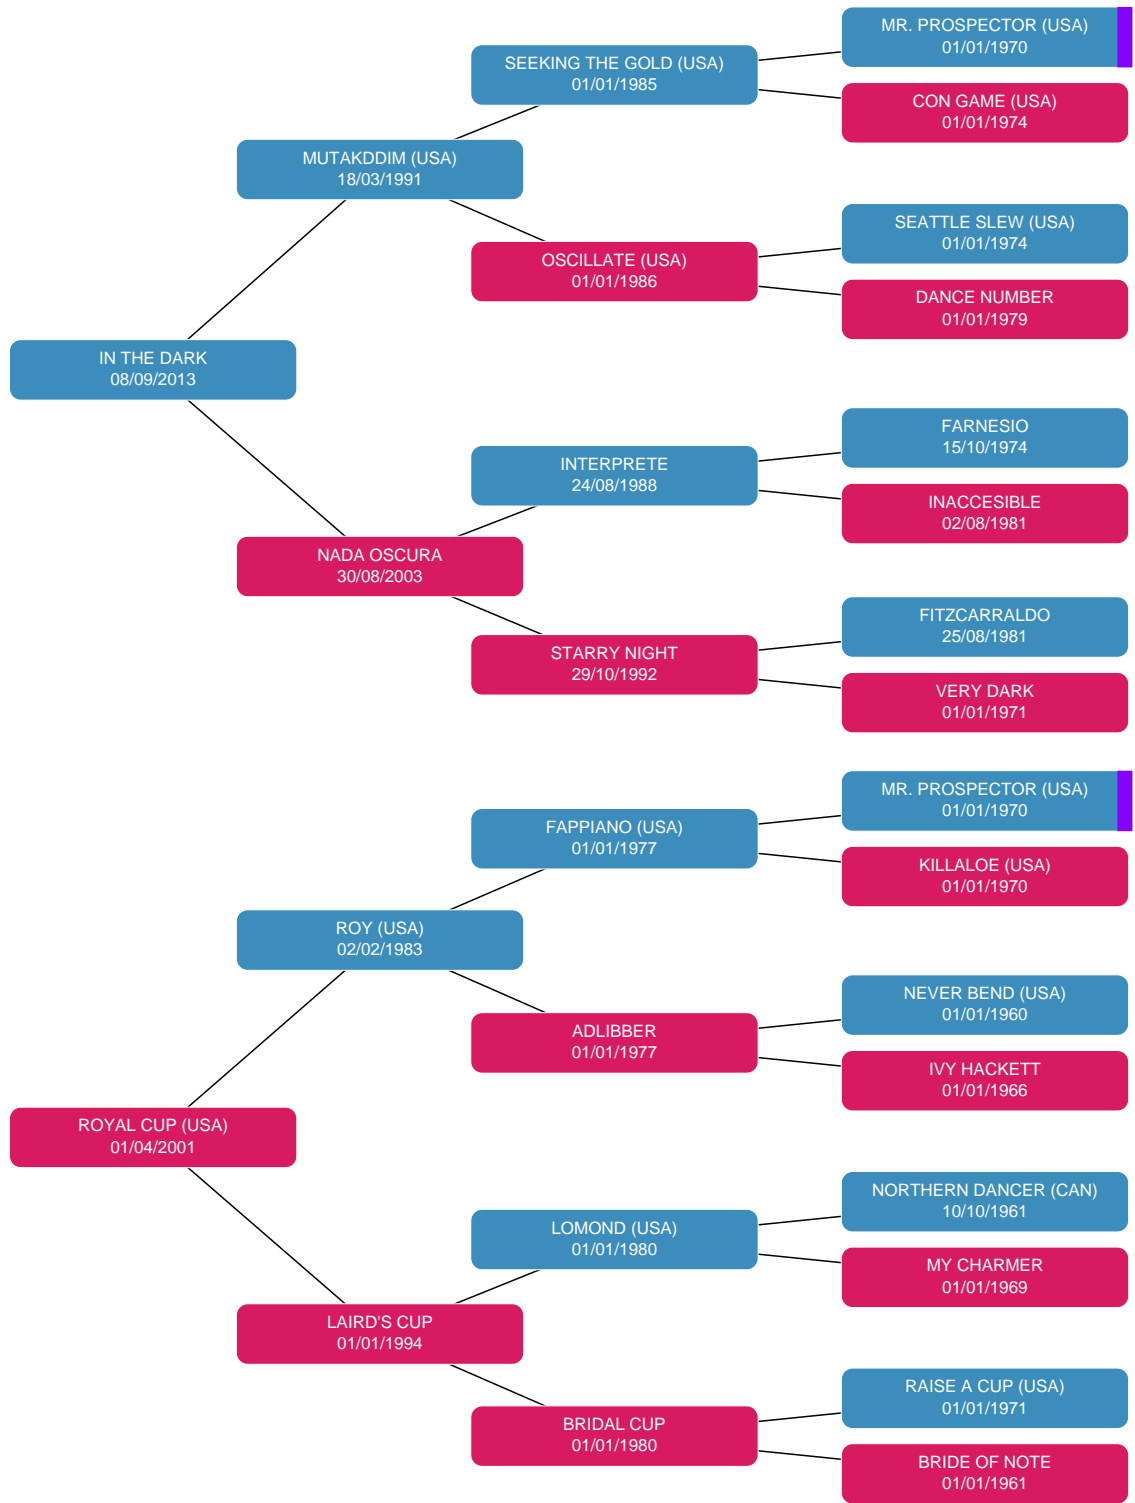 MR. PROSPECTOR (USA)
01/01/1970
SEEKING THE GOLD (USA)
01/01/1985
CON GAME (USA)
01/01/1974
MUTAKDDIM (USA)
18/03/1991
SEATTLE SLEW (USA)
01/01/1974
OSCILLATE (USA)
01/01/1986
DANCE NUMBER
01/01/1979
IN THE DARK
08/09/2013
FARNESIO
15/10/1974
INTERPRETE
24/08/1988
INACCESIBLE
02/08/1981
NADA OSCURA
30/08/2003
FITZCARRALDO
25/08/1981
STARRY NIGHT
29/10/1992
VERY DARK
01/01/1971
MR. PROSPECTOR (USA)
01/01/1970
FAPPIANO (USA)
01/01/1977
KILLALOE (USA)
01/01/1970
ROY (USA)
02/02/1983
NEVER BEND (USA)
01/01/1960
ADLIBBER
01/01/1977
IVY HACKETT
01/01/1966
ROYAL CUP (USA)
01/04/2001
NORTHERN DANCER (CAN)
10/10/1961
LOMOND (USA)
01/01/1980
MY CHARMER
01/01/1969
LAIRD'S CUP
01/01/1994
RAISE A CUP (USA)
01/01/1971
BRIDAL CUP
01/01/1980
BRIDE OF NOTE
01/01/1961